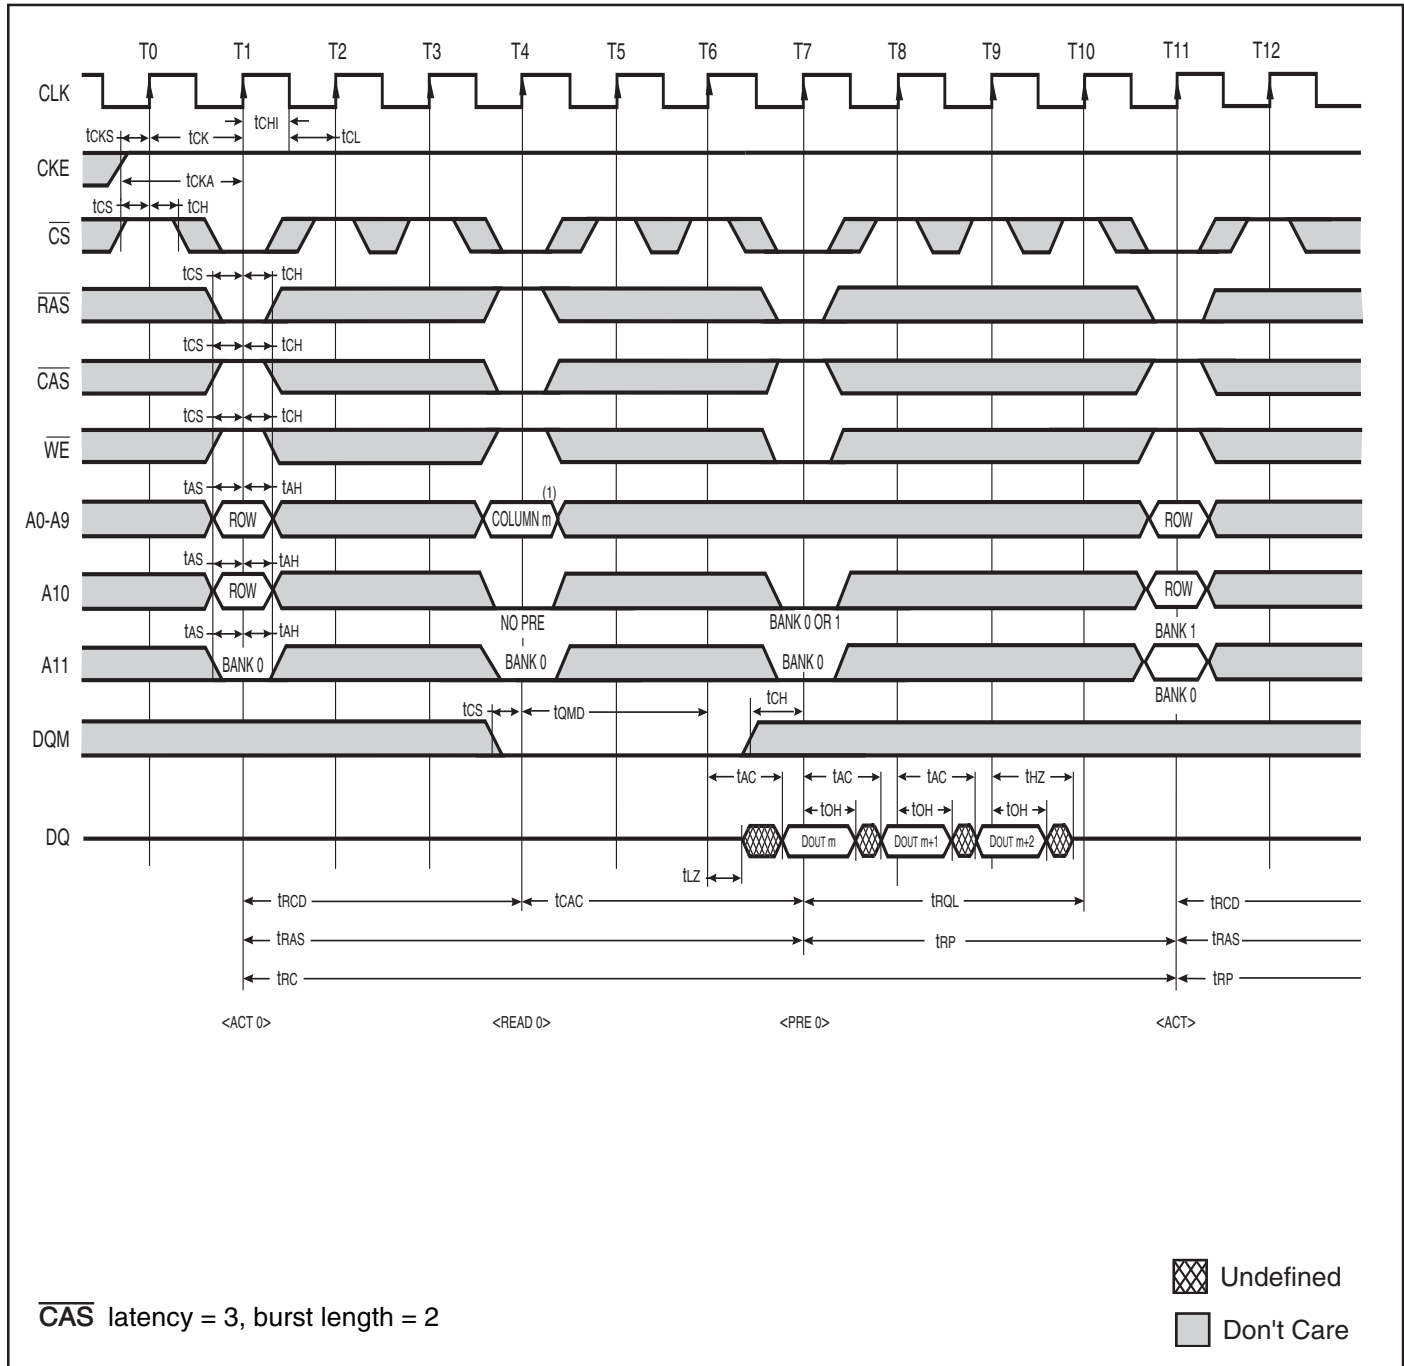 T0 T1 T2 T3 T4 T5 T6 T7 T8 T9 T10 T11 T12
CLK
tCHI
tCKS tCK tCL
CKE
tCKA
tCS tCH
CS
tCS tCH
RAS
tCS tCH
CAS
tCS tCH
WE
tAS tAH
(1)
A0-A9 ROW COLUMN m ROW
tAS tAH
A10 ROW ROW
NO PRE BANK 0 OR 1
tAS tAH BANK 1
A11 BANK 0 BANK 0 BANK 0
BANK 0
tCS tQMD tCH
DQM
tAC tAC tAC tHZ
tOH tOH tOH
DQ DOUT m DOUT m+1 DOUT m+2
tLZ
tRCD tCAC tRQL tRCD
tRAS tRP tRAS
tRC tRP
<ACT 0> <READ 0> <PRE 0> <ACT>
Undefined
CAS latency = 3, burst length = 2
Don't Care